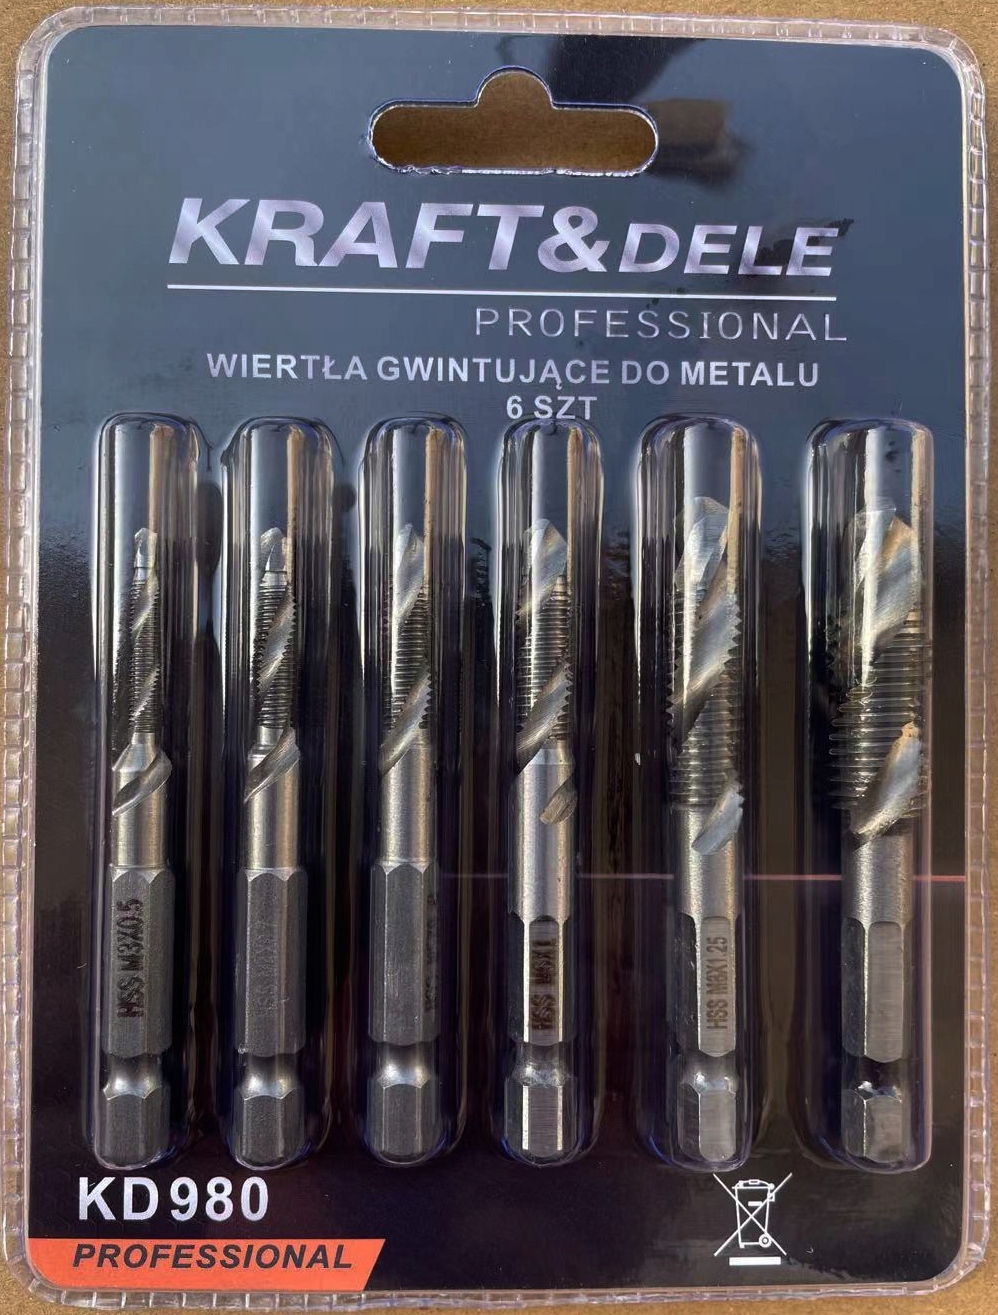 KRAFT&DELE
PROFESSIONAL
WIERTŁA GWINTUJĄCE DO METALU
6 SZT
HSS M3X0.5
HSS M6X1
HSS M8X1.25
KD980
PROFESSIONAL